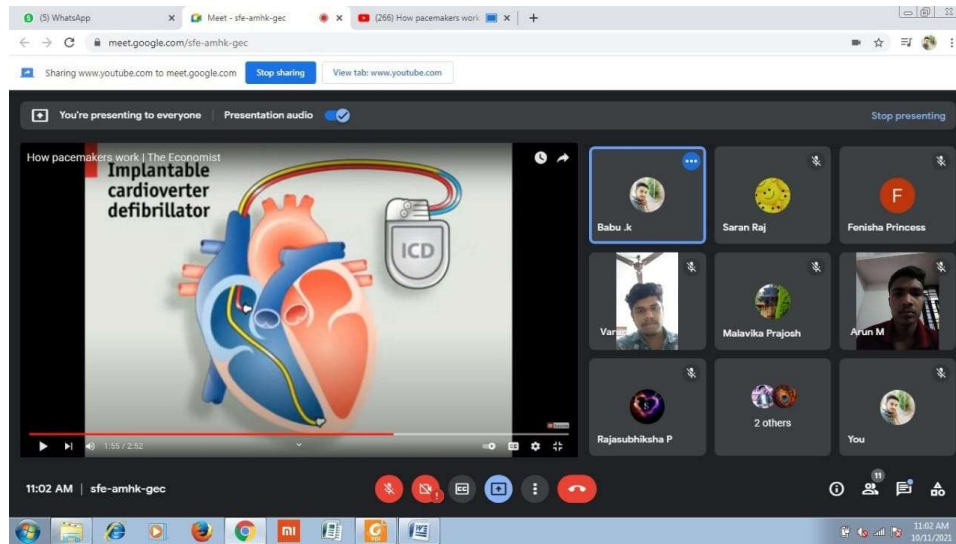 (5) WhatsApp
Meet - sfe-amhk-gec
(266) How pacemakers work
meet.google.com/sfe-amhk-gec
Sharing www.youtube.com to meet.google.com
Stop sharing
View tab: www.youtube.com
You're presenting to everyone
Presentation audio
Stop presenting
How pacemakers work | The Economist
Implantable
cardioverter
defibrillator
ICD
1:55 / 2:52
CC
Babu .k
Saran Raj
F
Fenisha Princess
Malavika Prajosh
Arun M
Rajasubhiksha P
2 others
You
11:02 AM | sfe-amhk-gec
CC
11
mi
11:02 AM
10/11/2021